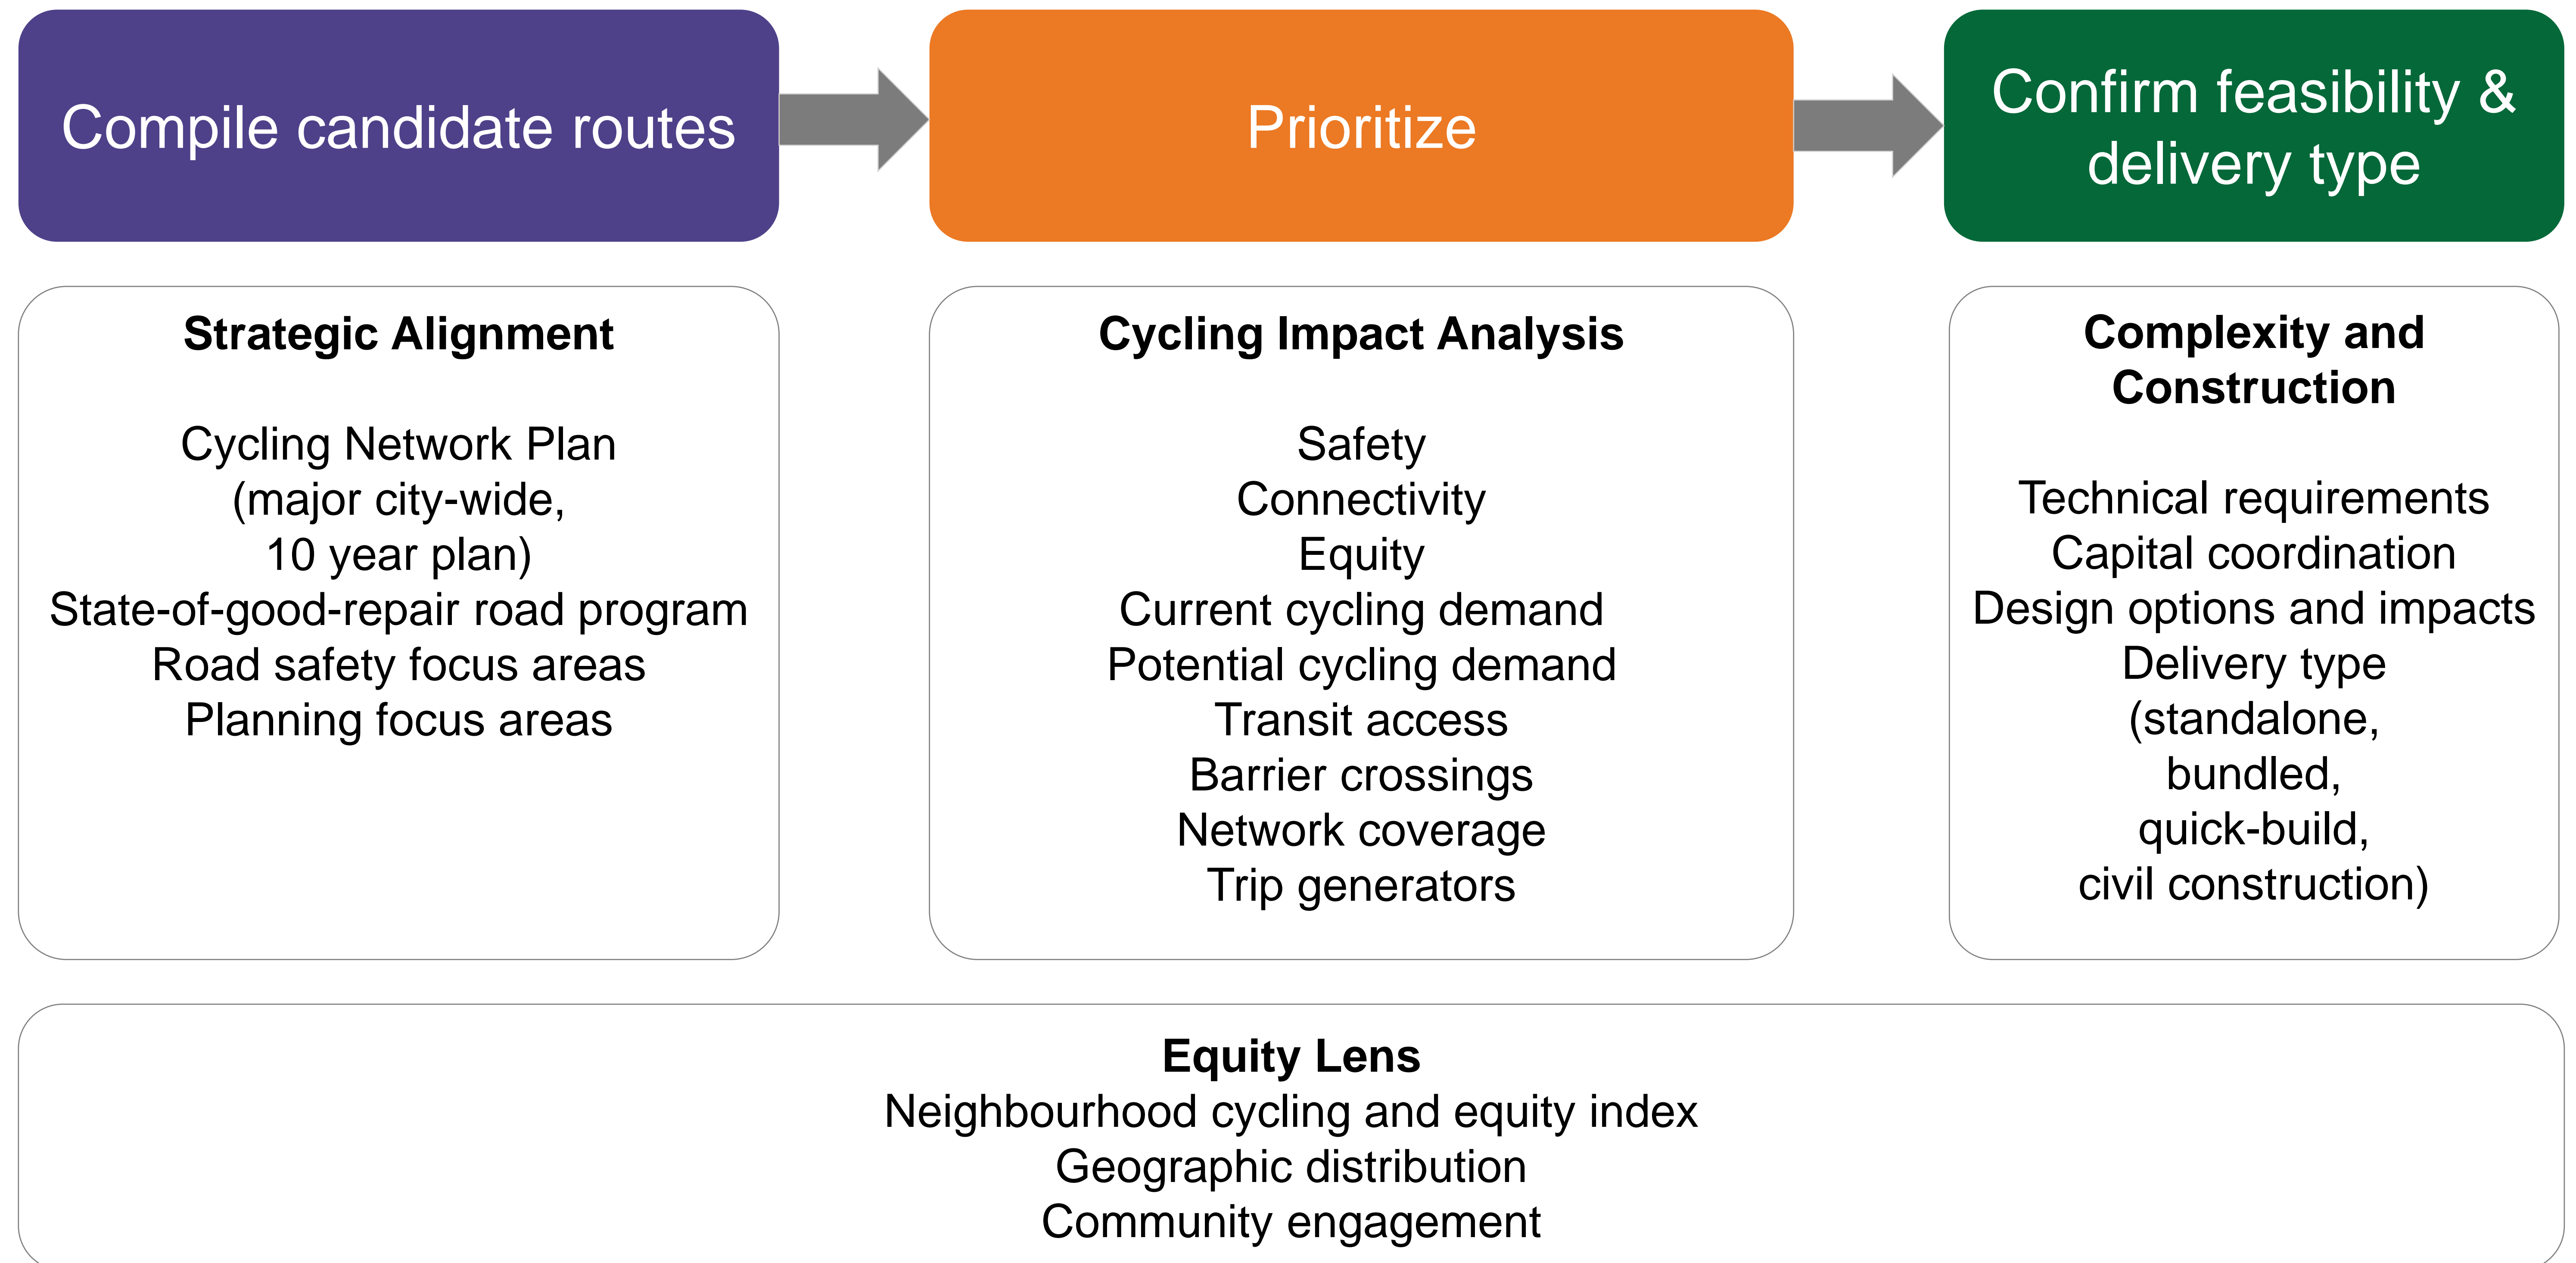 Compile candidate routes
Prioritize
Confirm feasibility &
delivery type
Strategic Alignment
Cycling Network Plan
(major city-wide,
10 year plan)
State-of-good-repair road program
Road safety focus areas
Planning focus areas
Cycling Impact Analysis
Safety
Connectivity
Equity
Current cycling demand
Potential cycling demand
Transit access
Barrier crossings
Network coverage
Trip generators
Complexity and
Construction
Technical requirements
Capital coordination
Design options and impacts
Delivery type
(standalone,
bundled,
quick-build,
civil construction)
Equity Lens
Neighbourhood cycling and equity index
Geographic distribution
Community engagement